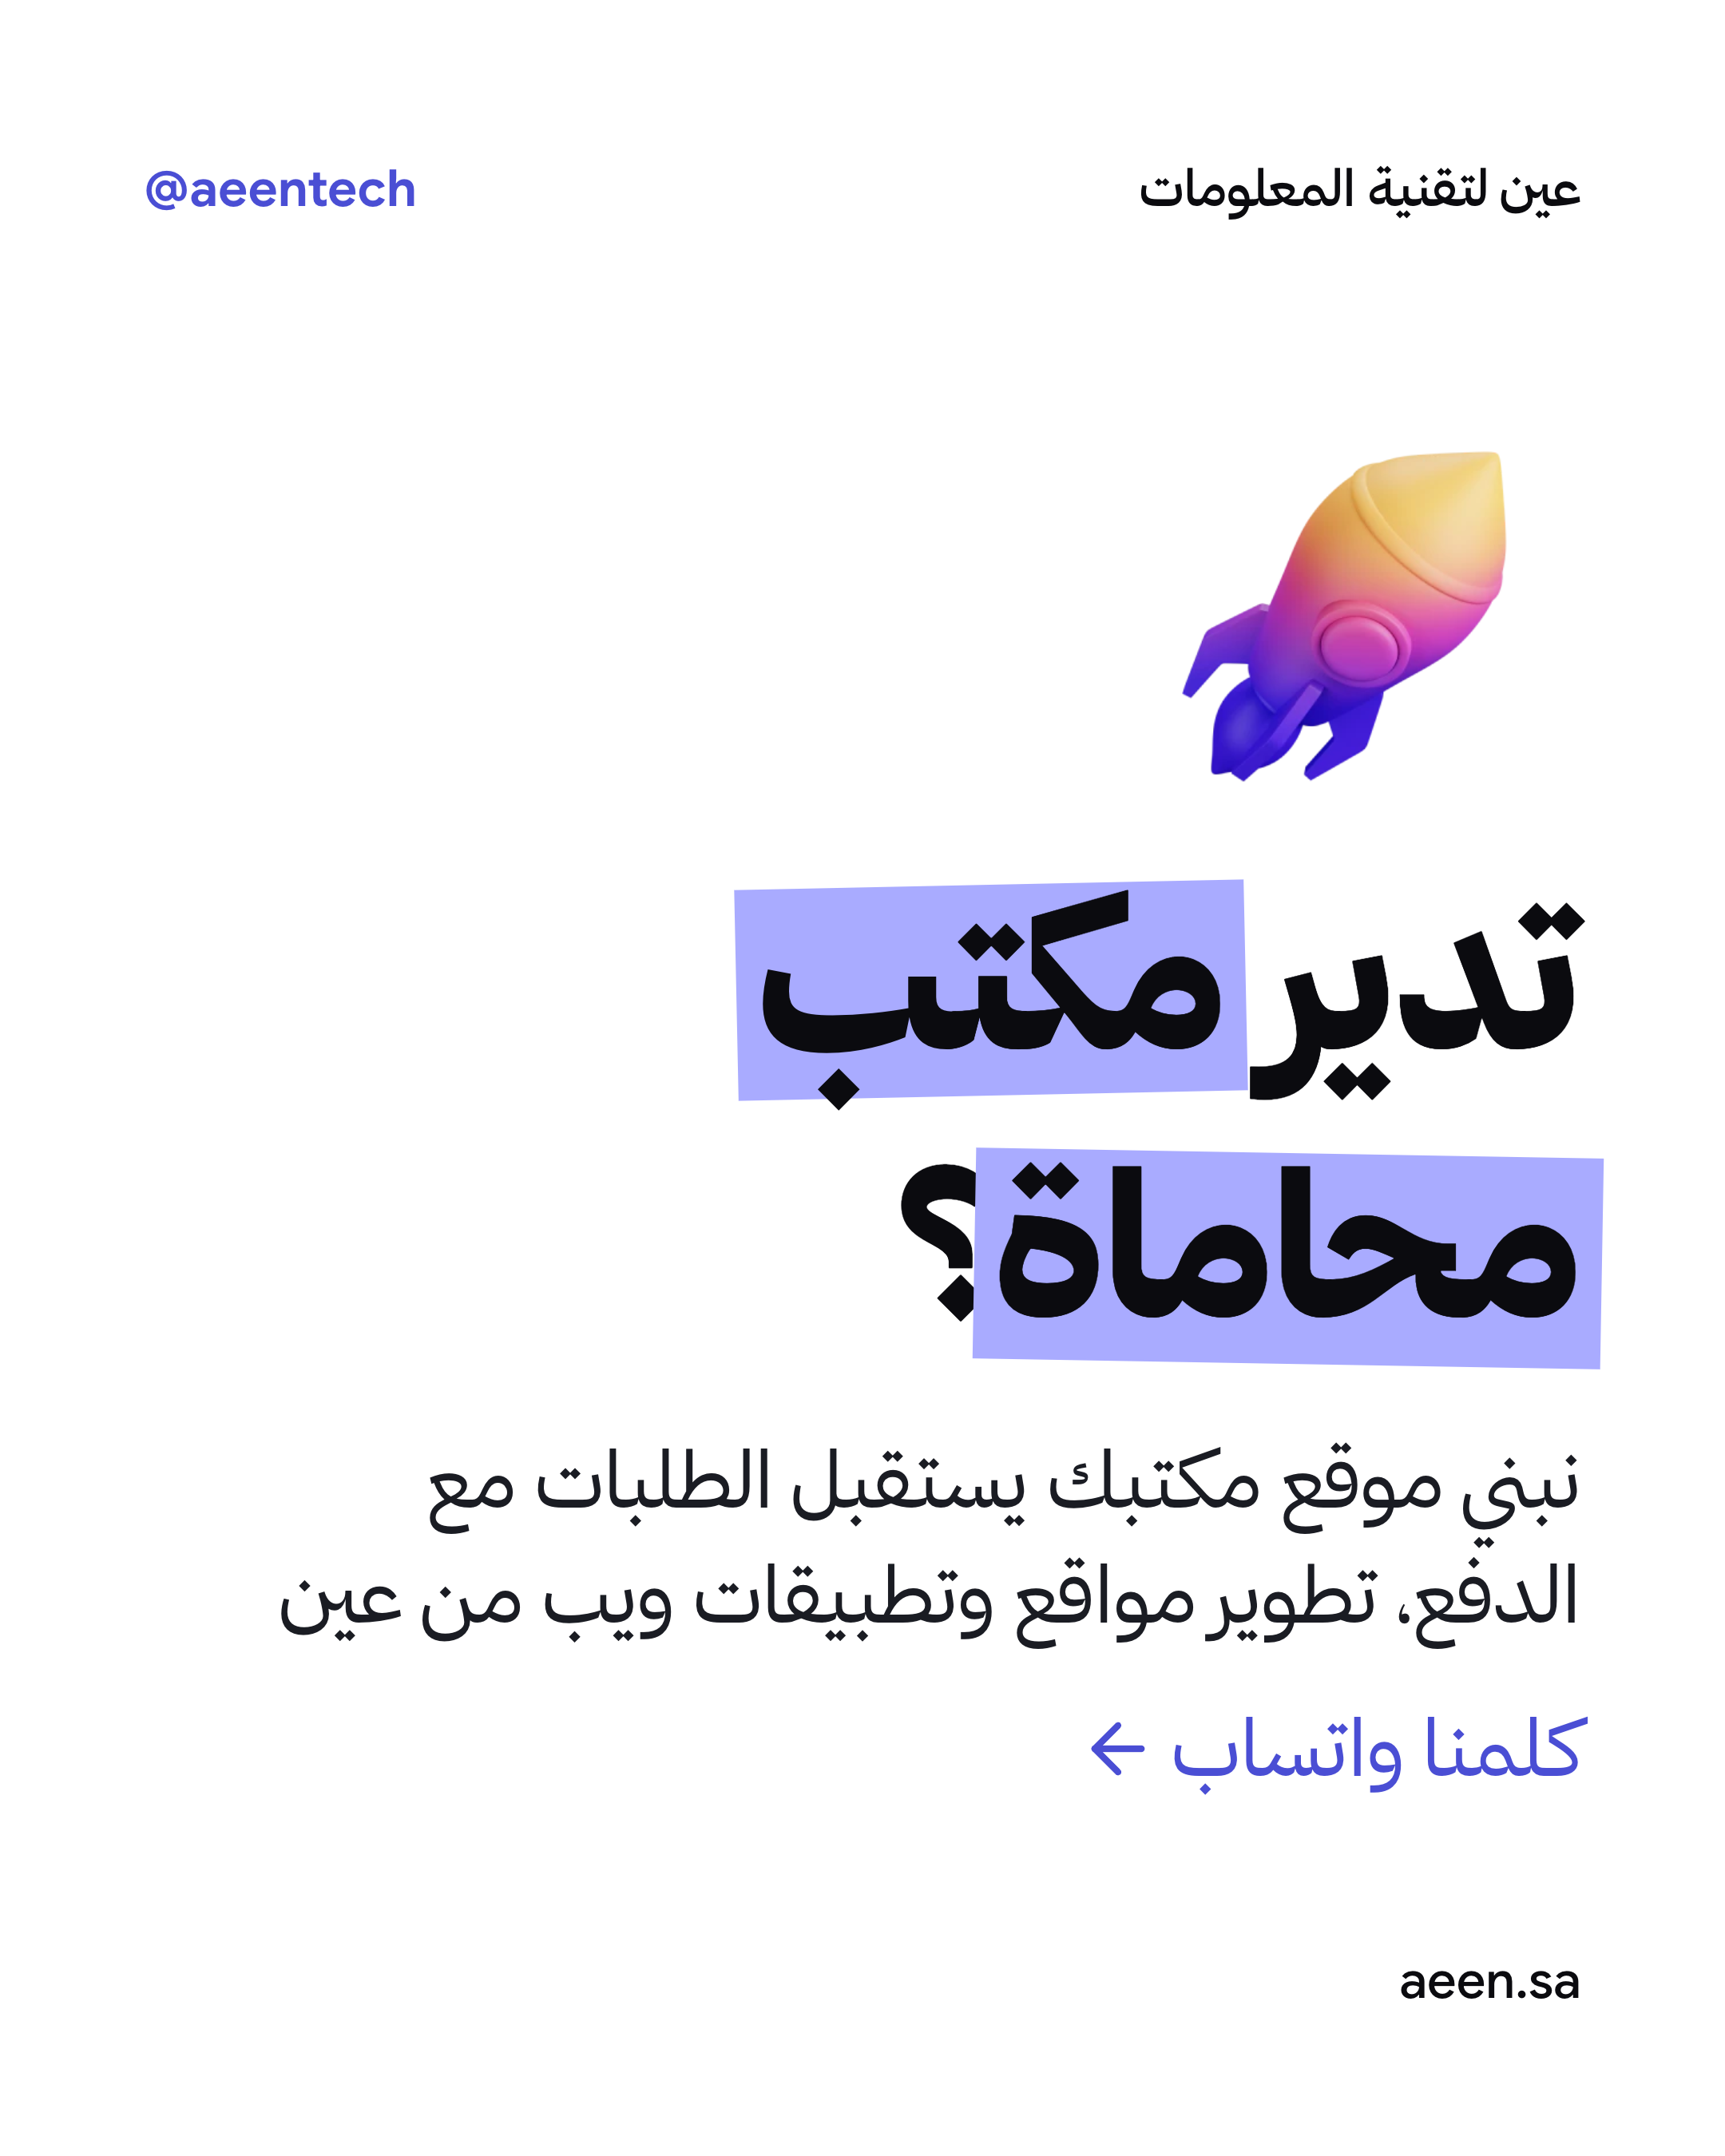 عين لتقنية المعلومات
@aeentech
تدير مكتب
محاماة؟
نبني موقع مكتبك يستقبل الطلبات مع
الدفع، تطوير مواقع وتطبيقات ويب من عين
كلمنا واتساب ←
aeen.sa